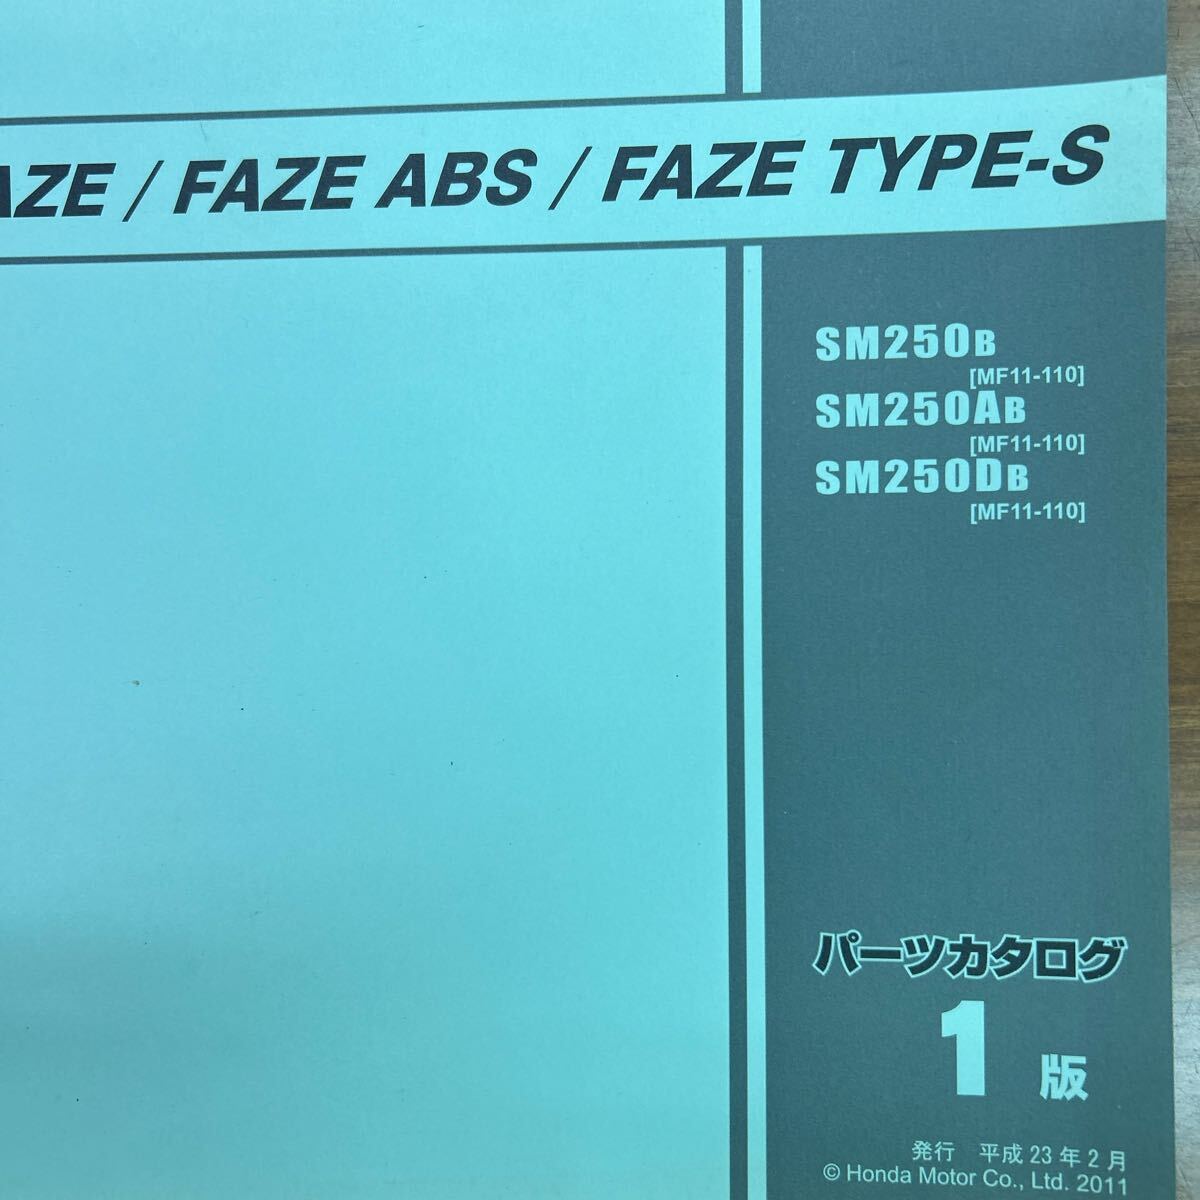 AZE / FAZE ABS / FAZE TYPE-S
SM250B
[MF11-110]
SM250AB
[MF11-110]
SM250DB
[MF11-110]
パーツカタログ
1 版
発行 平成23年2月
© Honda Motor Co., Ltd. 2011